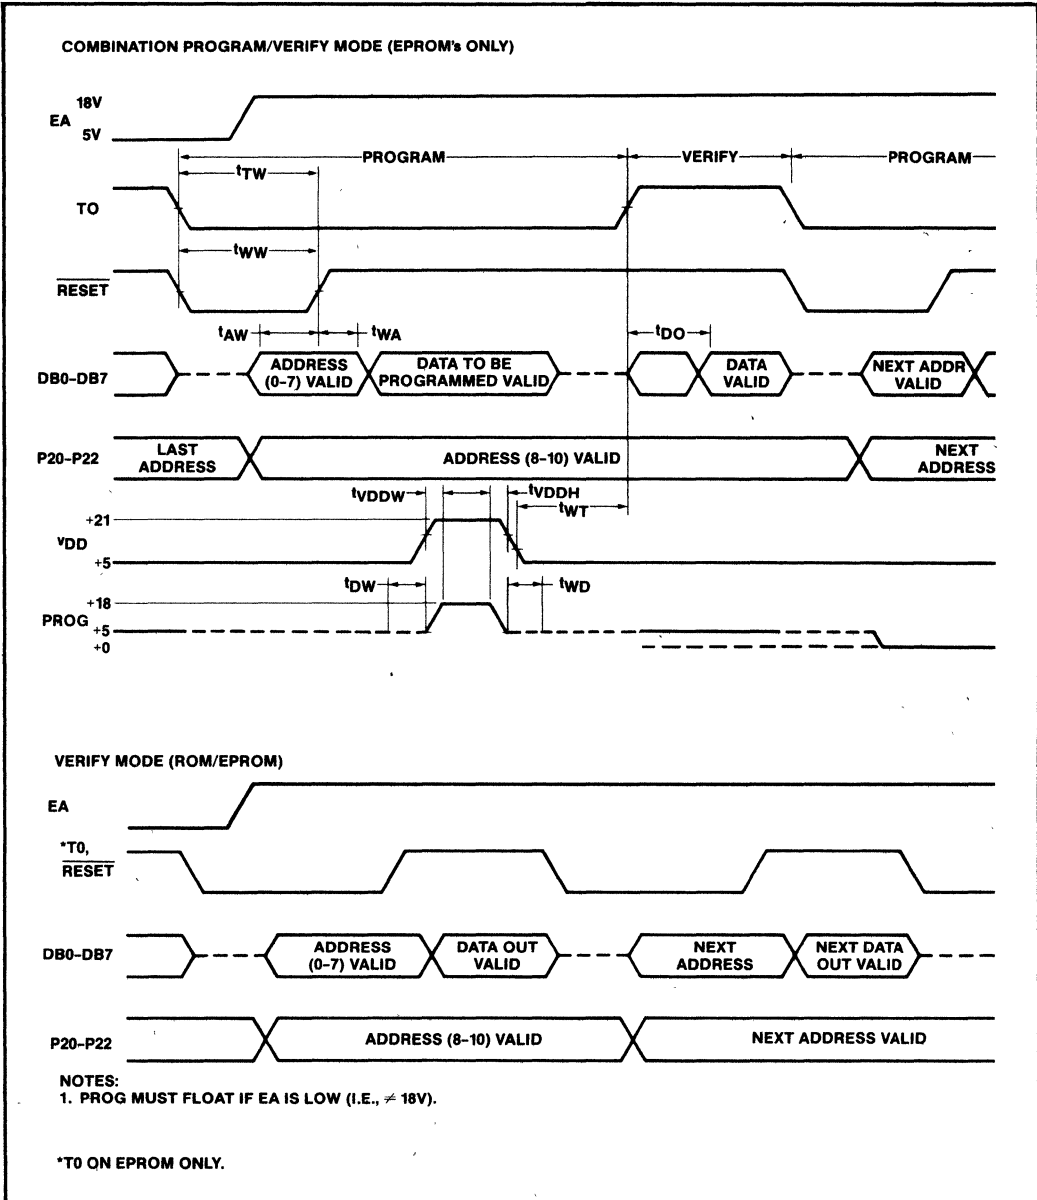 COMBINATION PROGRAM/VERIFY MODE (EPROM's ONLY)
18V
EA
5V
PROGRAM
VERIFY
PROGRAM
tTW
TO
tWW
RESET
tAW
tWA
tDO
DB0–DB7
ADDRESS
(0–7) VALID
DATA TO BE
PROGRAMMED VALID
DATA
VALID
NEXT ADDR
VALID
P20–P22
LAST
ADDRESS
ADDRESS (8–10) VALID
NEXT
ADDRESS
tVDDW
tVDDH
tWT
+21
VDD
+5
tDW
tWD
+18
PROG
+5
+0
VERIFY MODE (ROM/EPROM)
EA
*T0,
RESET
DB0–DB7
ADDRESS
(0–7) VALID
DATA OUT
VALID
NEXT
ADDRESS
NEXT DATA
OUT VALID
P20–P22
ADDRESS (8–10) VALID
NEXT ADDRESS VALID
NOTES:
1. PROG MUST FLOAT IF EA IS LOW (I.E., ≠ 18V).
*T0 ON EPROM ONLY.